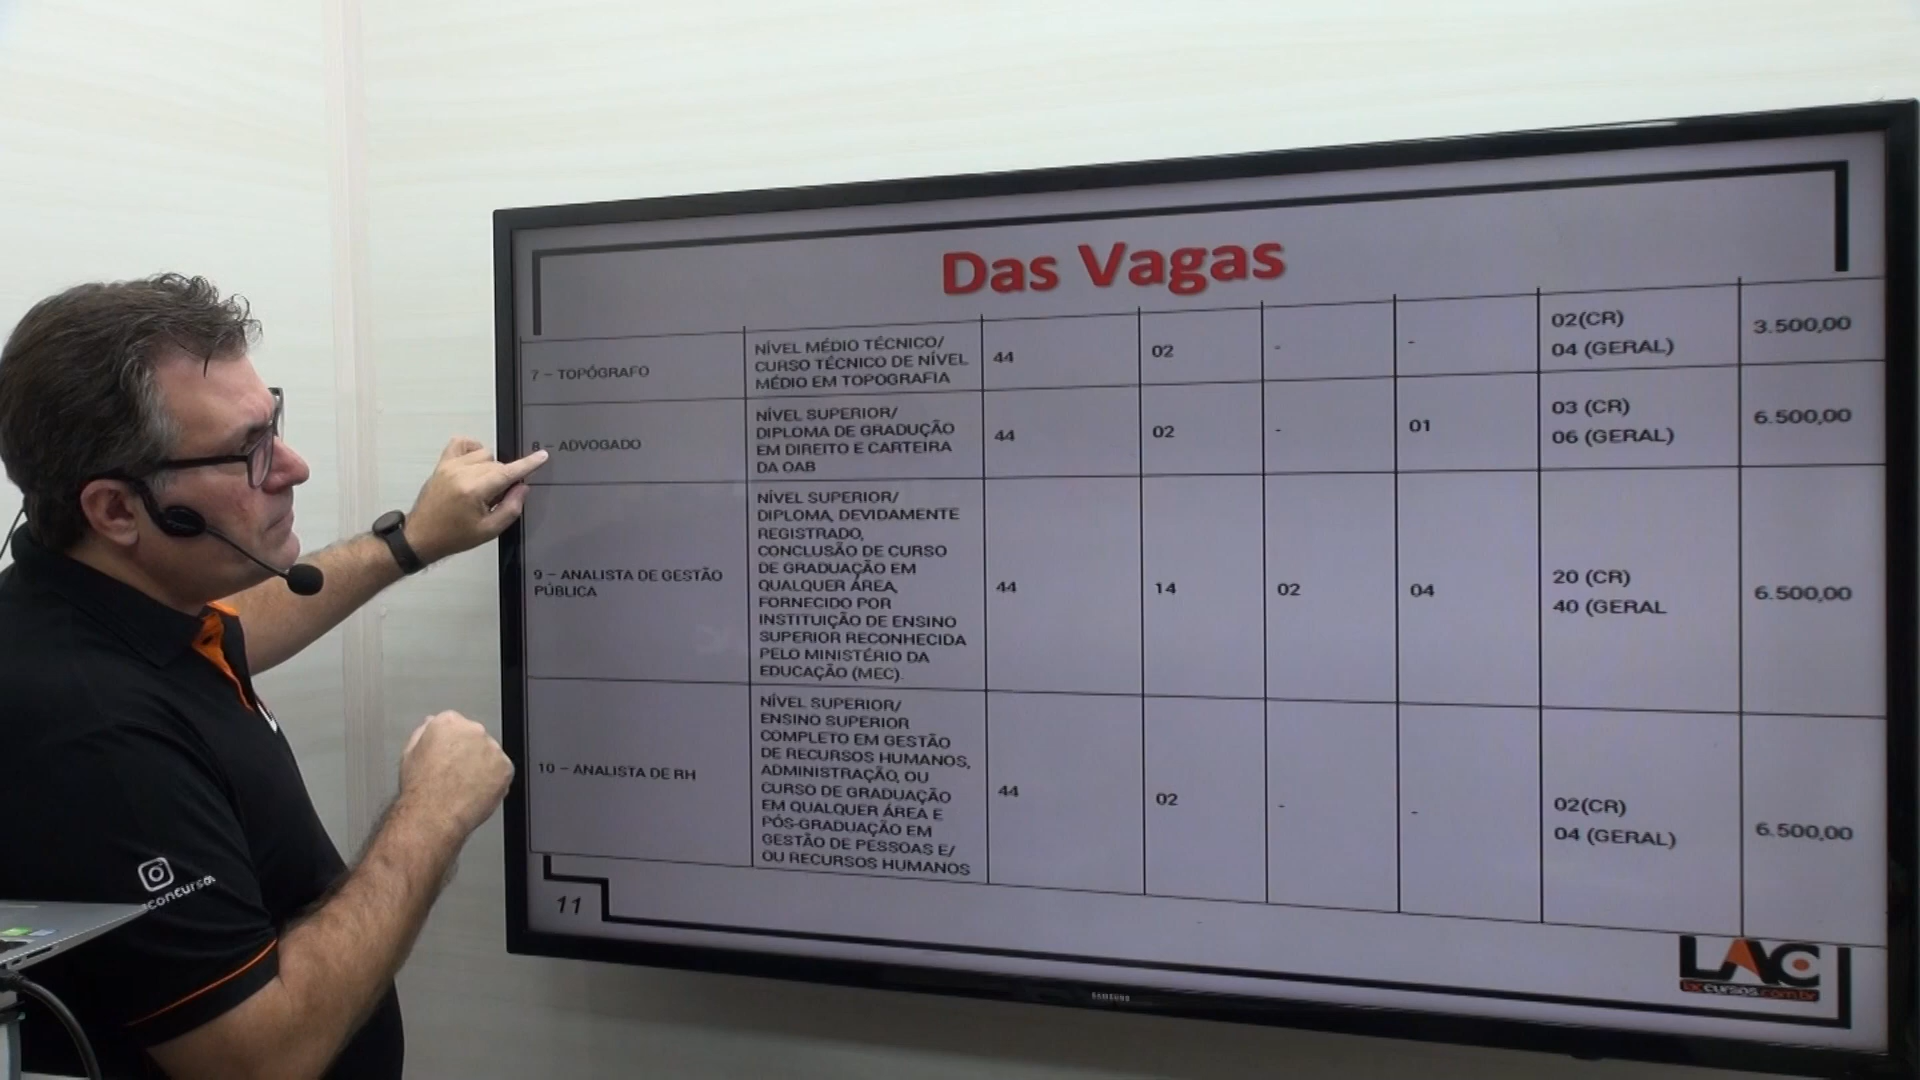 Das Vagas
7 – TOPÓGRAFO
NÍVEL MÉDIO TÉCNICO/
CURSO TÉCNICO DE NÍVEL
MÉDIO EM TOPOGRAFIA
44
02
-
-
02(CR)
04 (GERAL)
3.500,00
8 – ADVOGADO
NÍVEL SUPERIOR/
DIPLOMA DE GRADUÇÃO
EM DIREITO E CARTEIRA
DA OAB
44
02
-
01
03 (CR)
06 (GERAL)
6.500,00
9 – ANALISTA DE GESTÃO
PÚBLICA
NÍVEL SUPERIOR/
DIPLOMA, DEVIDAMENTE
REGISTRADO,
CONCLUSÃO DE CURSO
DE GRADUAÇÃO EM
QUALQUER ÁREA,
FORNECIDO POR
INSTITUIÇÃO DE ENSINO
SUPERIOR RECONHECIDA
PELO MINISTÉRIO DA
EDUCAÇÃO (MEC).
44
14
02
04
20 (CR)
40 (GERAL
6.500,00
10 – ANALISTA DE RH
NÍVEL SUPERIOR/
ENSINO SUPERIOR
COMPLETO EM GESTÃO
DE RECURSOS HUMANOS,
ADMINISTRAÇÃO, OU
CURSO DE GRADUAÇÃO
EM QUALQUER ÁREA E
PÓS-GRADUAÇÃO EM
GESTÃO DE PESSOAS E/
OU RECURSOS HUMANOS
44
02
-
-
02(CR)
04 (GERAL)
6.500,00
11
LAC
SAMSUNG